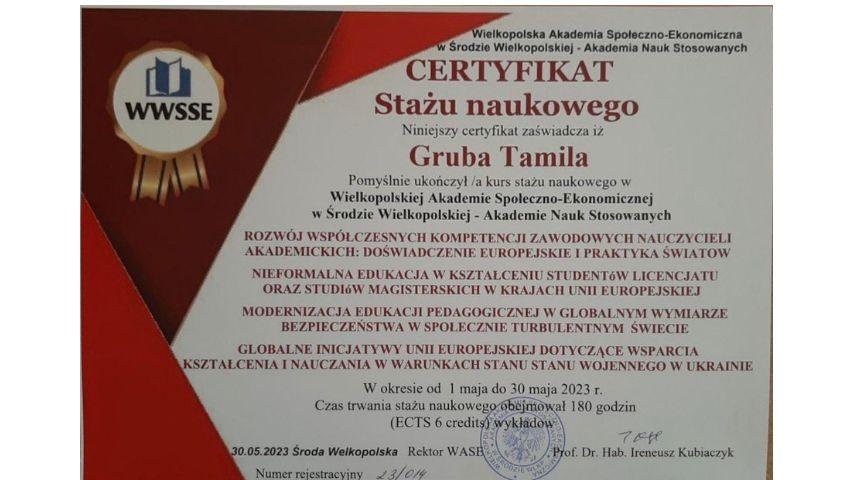 Wielkopolska Akademia Społeczno-Ekonomiczna
w Środzie Wielkopolskiej - Akademia Nauk Stosowanych
WWSSE
CERTYFIKAT
Stażu naukowego
Niniejszy certyfikat zaświadcza iż
Gruba Tamila
Pomyślnie ukończył /a kurs stażu naukowego w
Wielkopolskiej Akademie Społeczno-Ekonomicznej
w Środzie Wielkopolskiej - Akademie Nauk Stosowanych
ROZWÓJ WSPÓŁCZESNYCH KOMPETENCJI ZAWODOWYCH NAUCZYCIELI
AKADEMICKICH: DOŚWIADCZENIE EUROPEJSKIE I PRAKTYKA ŚWIATOW
NIEFORMALNA EDUKACJA W KSZTAŁCENIU STUDENTóW LICENCJATU
ORAZ STUDIóW MAGISTERSKICH W KRAJACH UNII EUROPEJSKIEJ
MODERNIZACJA EDUKACJI PEDAGOGICZNEJ W GLOBALNYM WYMIARZE
BEZPIECZEŃSTWA W SPOLECZNIE TURBULENTNYM ŚWIECIE
GLOBALNE INICJATYWY UNII EUROPEJSKIEJ DOTYCZĄCE WSPARCIA
KSZTAŁCENIA I NAUCZANIA W WARUNKACH STANU STANU WOJENNEGO W UKRAINIE
W okresie od 1 maja do 30 maja 2023 r.
Czas trwania stażu naukowego obejmował 180 godzin
(ECTS 6 credits) wykładów
30.05.2023 Środa Welkopolska Rektor WASE Prof. Dr. Hab. Ireneusz Kubiaczyk
Numer rejestracyjny 23/014